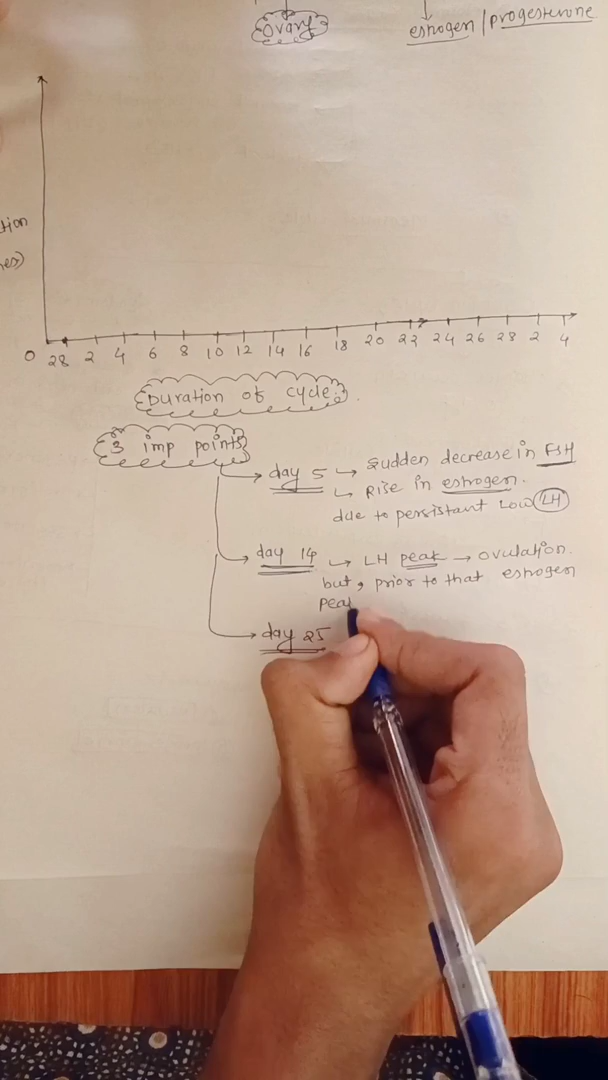 Ovary
estrogen / progesterone
tion
nes)
0 28 2 4 6 8 10 12 14 16 18 20 22 24 26 28 2 4
Duration of cycle.
3 imp points
day 5 → sudden decrease in FSH
↳ Rise in estrogen.
due to persistant low LH
day 14 ↳ LH peak → ovulation.
but, prior to that estrogen
peak
day 25